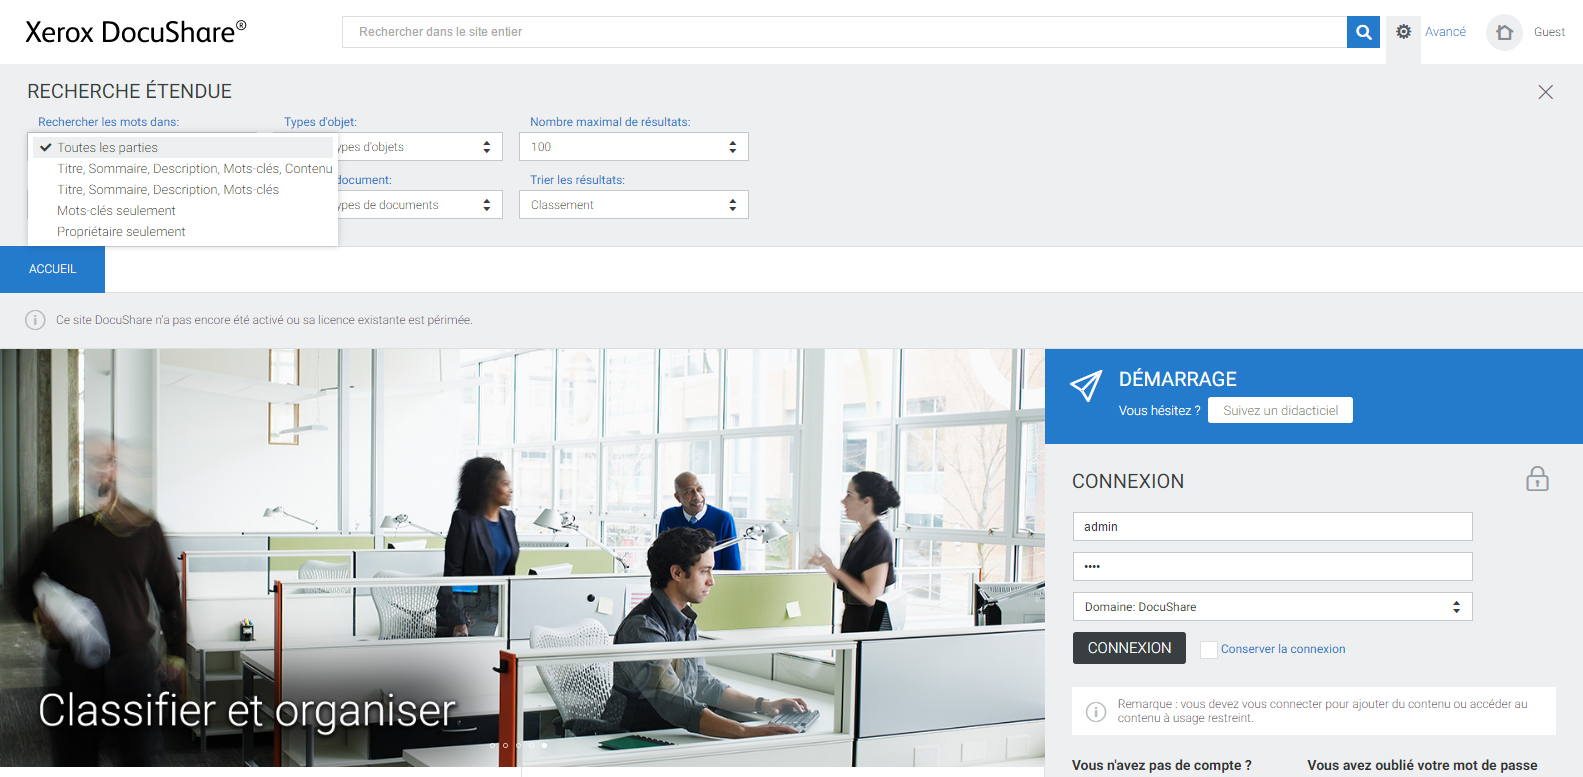 Xerox DocuShare®
Rechercher dans le site entier
Avancé
Guest
RECHERCHE ÉTENDUE
Rechercher les mots dans:
Toutes les parties
Titre, Sommaire, Description, Mots-clés, Contenu
Titre, Sommaire, Description, Mots-clés
Mots-clés seulement
Propriétaire seulement
Types d'objet:
ypes d'objets
Nombre maximal de résultats:
100
document:
ypes de documents
Trier les résultats:
Classement
ACCUEIL
Ce site DocuShare n'a pas encore été activé ou sa licence existante est périmée.
Classifier et organiser
DÉMARRAGE
Vous hésitez ? Suivez un didacticiel
CONNEXION
admin
••••
Domaine: DocuShare
CONNEXION
Conserver la connexion
Remarque : vous devez vous connecter pour ajouter du contenu ou accéder au
contenu à usage restreint.
Vous n'avez pas de compte ?
Vous avez oublié votre mot de passe